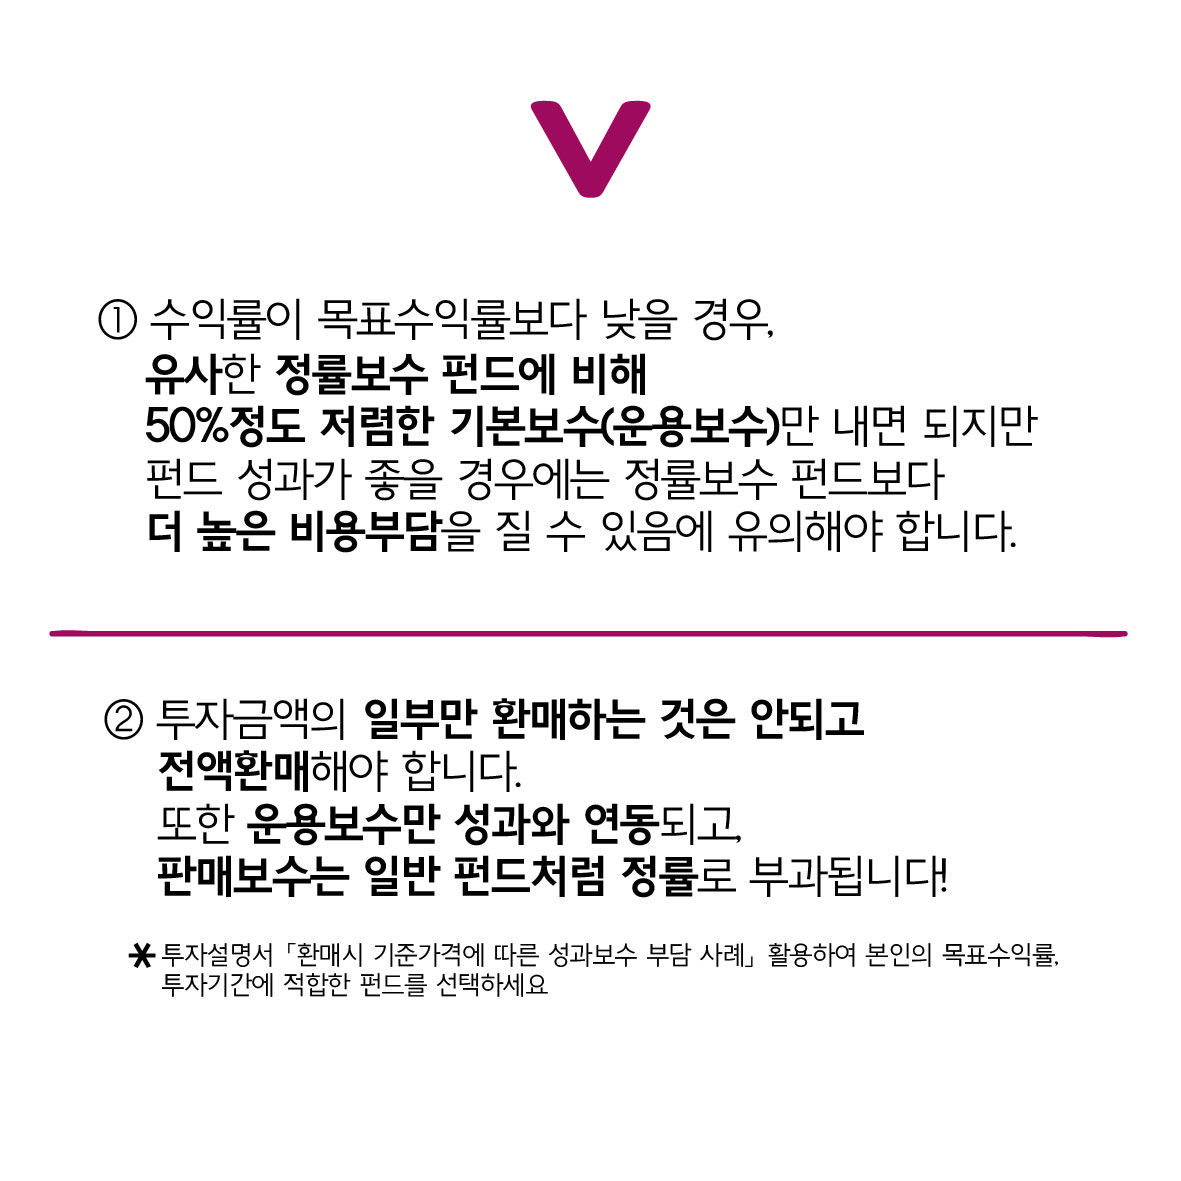 ① 수익률이 목표수익률보다 낮을 경우,
유사한 정률보수 펀드에 비해
50%정도 저렴한 기본보수(운용보수)만 내면 되지만
펀드 성과가 좋을 경우에는 정률보수 펀드보다
더 높은 비용부담을 질 수 있음에 유의해야 합니다.
② 투자금액의 일부만 환매하는 것은 안되고
전액환매해야 합니다.
또한 운용보수만 성과와 연동되고,
판매보수는 일반 펀드처럼 정률로 부과됩니다!
* 투자설명서「환매시 기준가격에 따른 성과보수 부담 사례」활용하여 본인의 목표수익률,
투자기간에 적합한 펀드를 선택하세요